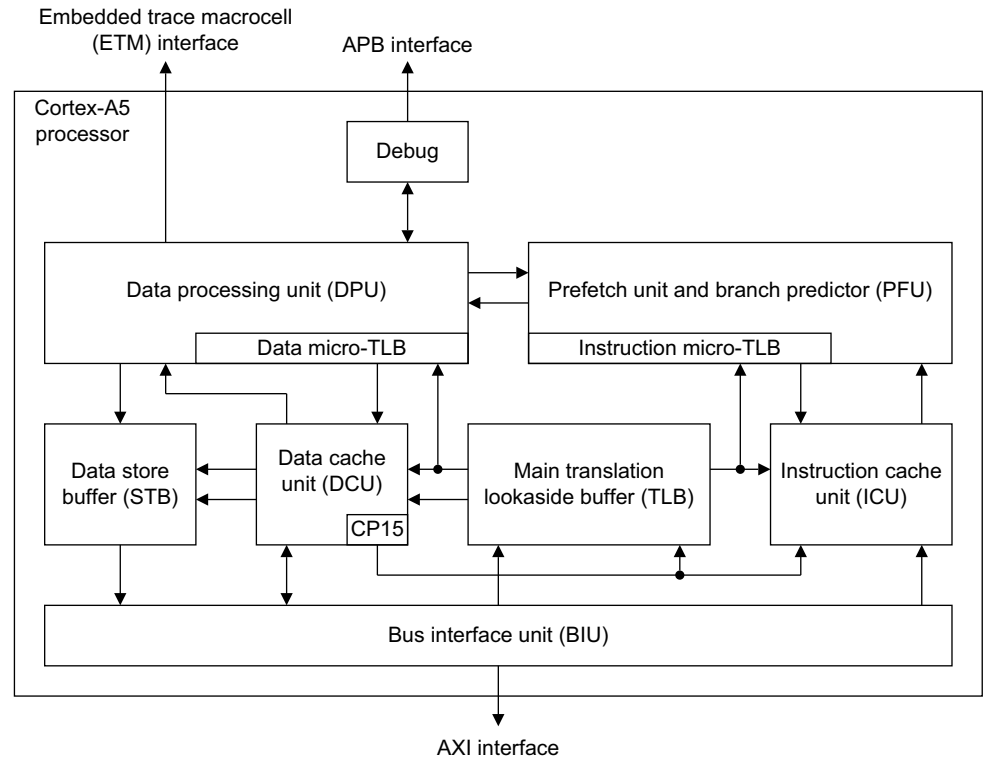 Embedded trace macrocell
(ETM) interface
APB interface
Cortex-A5
processor
Debug
Data processing unit (DPU)
Prefetch unit and branch predictor (PFU)
Data micro-TLB
Instruction micro-TLB
Data store
buffer (STB)
Data cache
unit (DCU)
CP15
Main translation
lookaside buffer (TLB)
Instruction cache
unit (ICU)
Bus interface unit (BIU)
AXI interface